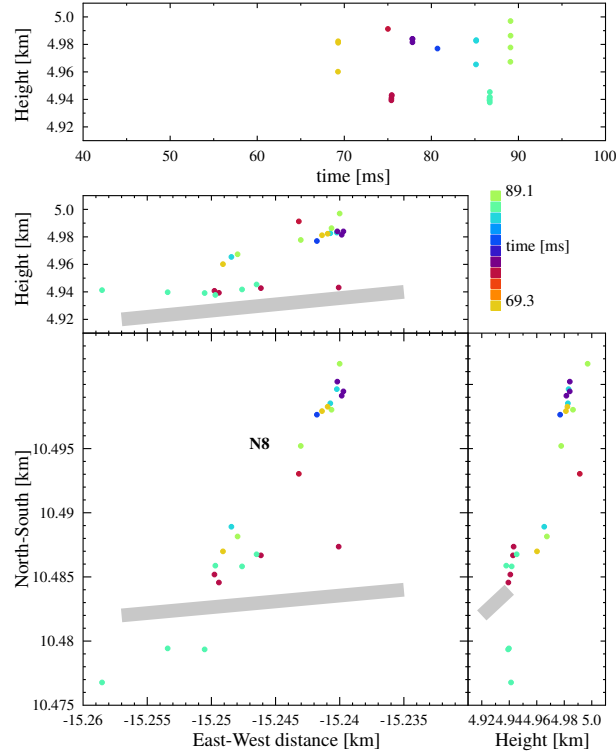 5.0
4.98
4.96
4.94
4.92
Height [km]
40 50 60 70 80 90 100
time [ms]
5.0
4.98
4.96
4.94
4.92
Height [km]
89.1
time [ms]
69.3
N8
10.495
10.49
10.485
10.48
10.475
North-South [km]
-15.26 -15.255 -15.25 -15.245 -15.24 -15.235
East-West distance [km]
4.92 4.94 4.96 4.98 5.0
Height [km]